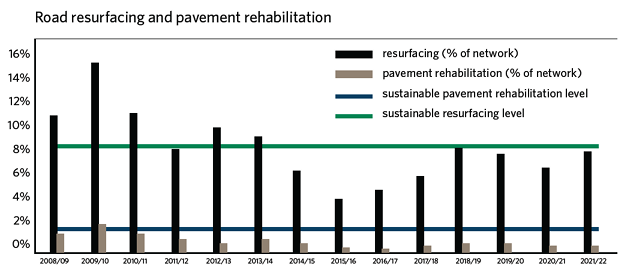 Road resurfacing and pavement rehabilitation
16%
14%
12%
10%
8%
6%
4%
2%
0%
resurfacing (% of network)
pavement rehabilitation (% of network)
sustainable pavement rehabilitation level
sustainable resurfacing level
2008/09 2009/10 2010/11 2011/12 2012/13 2013/14 2014/15 2015/16 2016/17 2017/18 2018/19 2019/20 2020/21 2021/22